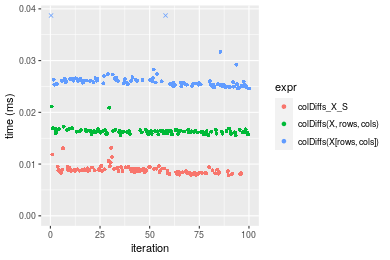 0.04
0.03
0.02
0.01
0.00
time (ms)
0
25
50
75
100
iteration
expr
colDiffs_X_S
colDiffs(X, rows, cols)
colDiffs(X[rows, cols])